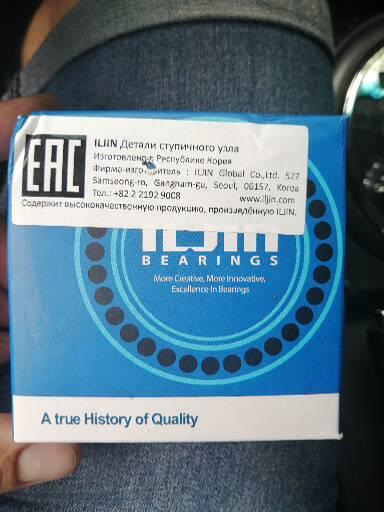 EAC
ILJIN Детали ступичного узла
Изготовлено в Республике Корея
Фирма-изготовитель : ILJIN Global Co.,Ltd. 527
Samseong-ro, Gangnam-gu, Seoul, 06157, Korea
Тел.: +82 2 2192 9008 www.iljin.com
Содержит высококачественную продукцию, произведённую ILJIN.
ILJIN
BEARINGS
More Creative, More Innovative,
Excellence In Bearings
A true History of Quality